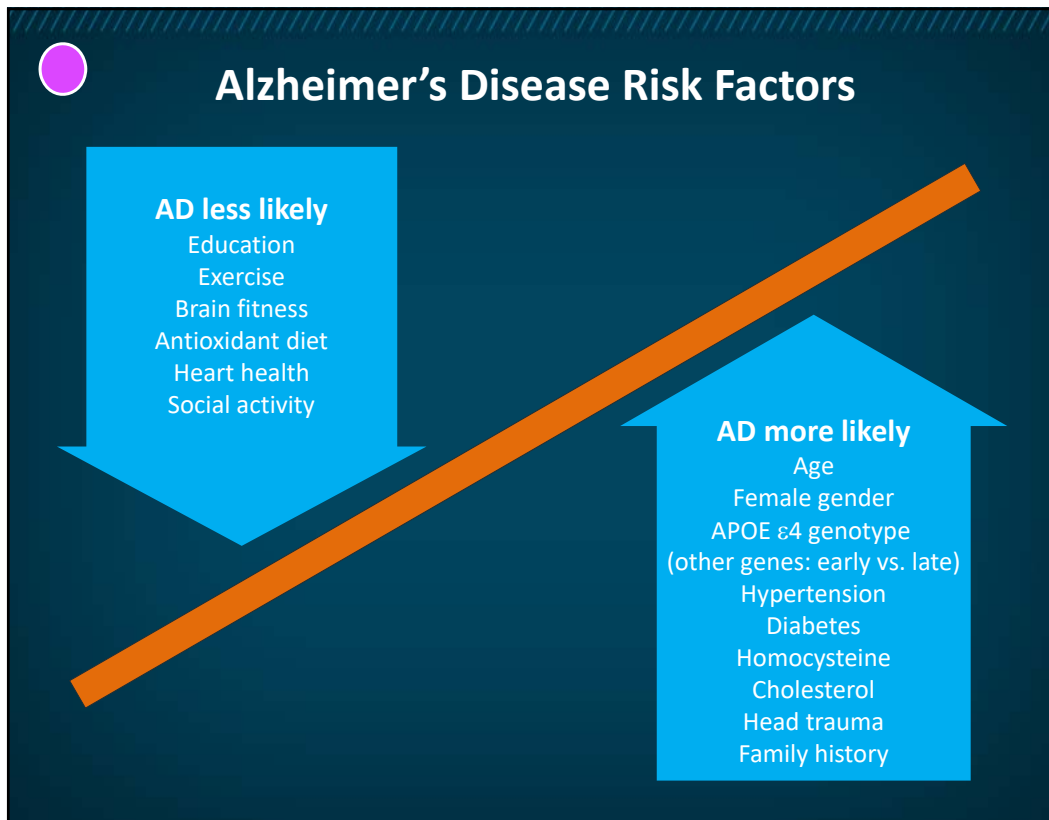 Alzheimer’s Disease Risk Factors
AD less likely
Education
Exercise
Brain fitness
Antioxidant diet
Heart health
Social activity
AD more likely
Age
Female gender
APOE ε4 genotype
(other genes: early vs. late)
Hypertension
Diabetes
Homocysteine
Cholesterol
Head trauma
Family history